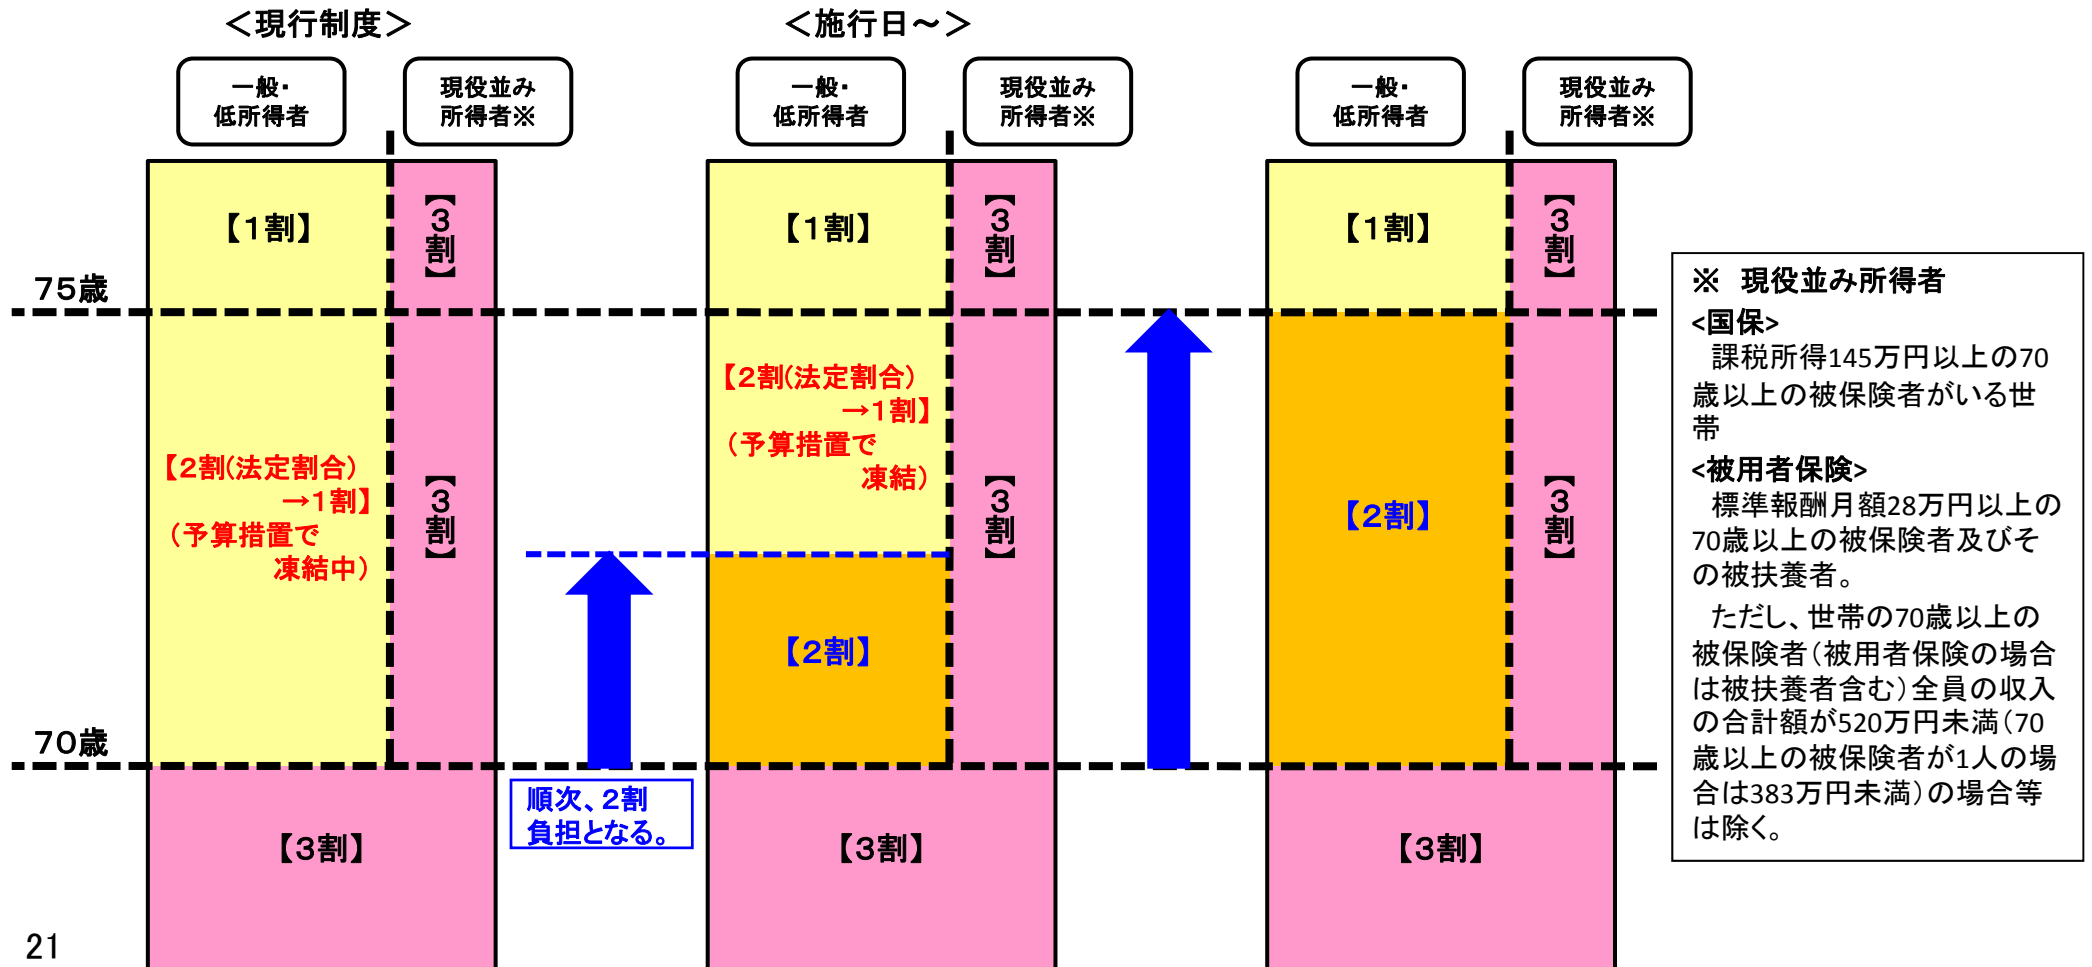 ＜現行制度＞
一般・
低所得者
現役並み
所得者※
【1割】
【3割】
75歳
【2割(法定割合)
→1割】
（予算措置で
凍結中）
【3割】
70歳
【3割】
順次、2割
負担となる。
＜施行日～＞
一般・
低所得者
現役並み
所得者※
【1割】
【3割】
【2割(法定割合)
→1割】
（予算措置で
凍結）
【3割】
【2割】
【3割】
一般・
低所得者
現役並み
所得者※
【1割】
【3割】
【2割】
【3割】
【3割】
※　現役並み所得者
<国保>
課税所得145万円以上の70
歳以上の被保険者がいる世
帯
<被用者保険>
標準報酬月額28万円以上の
70歳以上の被保険者及びそ
の被扶養者。
ただし、世帯の70歳以上の
被保険者（被用者保険の場合
は被扶養者含む）全員の収入
の合計額が520万円未満（70
歳以上の被保険者が1人の場
合は383万円未満）の場合等
は除く。
21